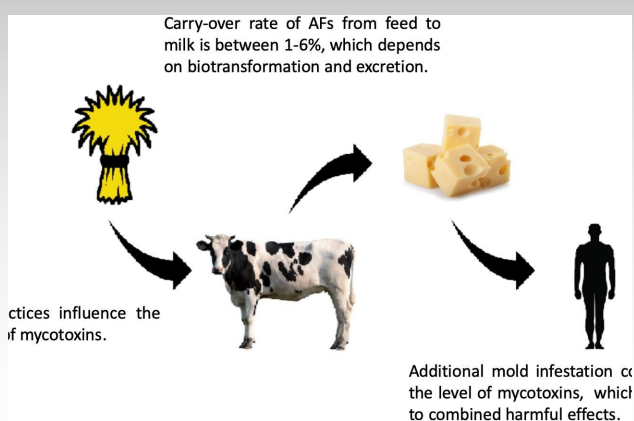 Carry-over rate of AFs from feed to
milk is between 1-6%, which depends
on biotransformation and excretion.
influence the
of mycotoxins.
Additional mold infestation
the level of mycotoxins, which
to combined harmful effects.